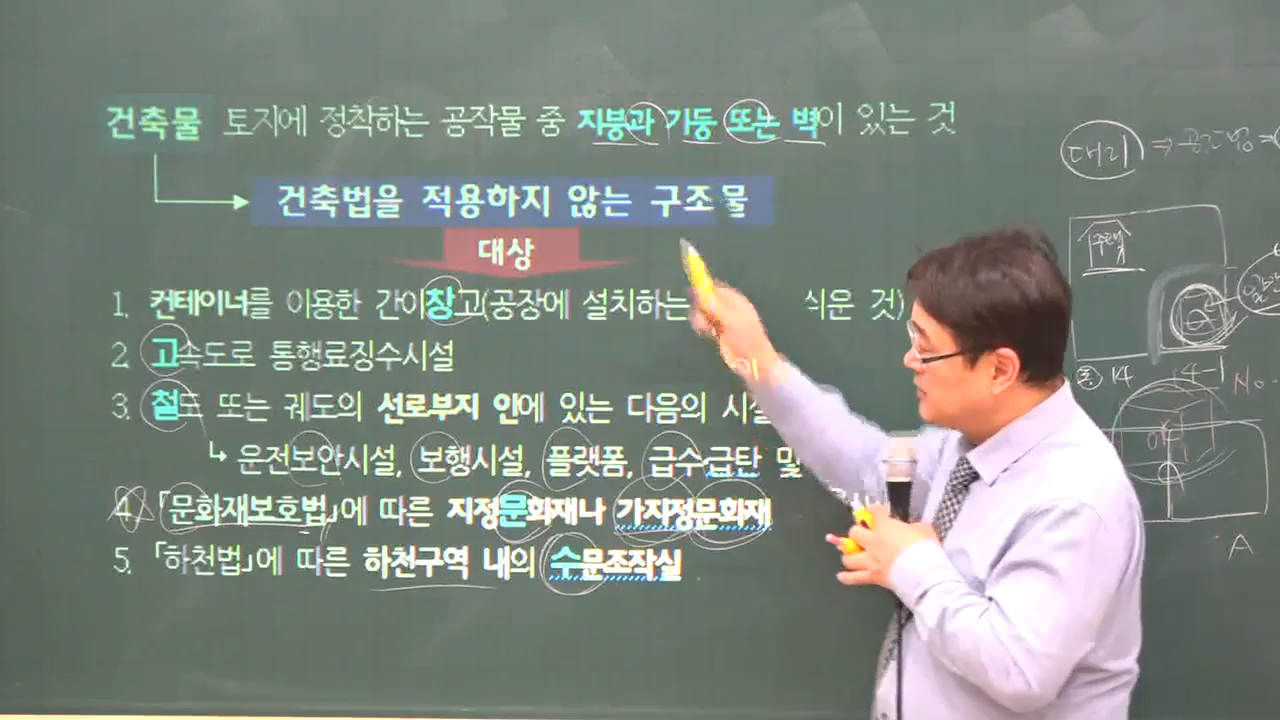 건축물 토지에 정착하는 공작물 중 지붕과 기둥 또는 벽이 있는 것
건축법을 적용하지 않는 구조물
대상
1. 컨테이너를 이용한 간이창고(공장에 설치하는 쉬운 것)
2. 고속도로 통행료징수시설
3. 철도 또는 궤도의 선로부지 안에 있는 다음의 시설
↳ 운전보안시설, 보행시설, 플랫폼, 급수·급탄 및
4. 「문화재보호법」에 따른 지정문화재나 가지정문화재
5. 「하천법」에 따른 하천구역 내의 수문조작실
대리 ⇒
주택
14 14-1 No.
A